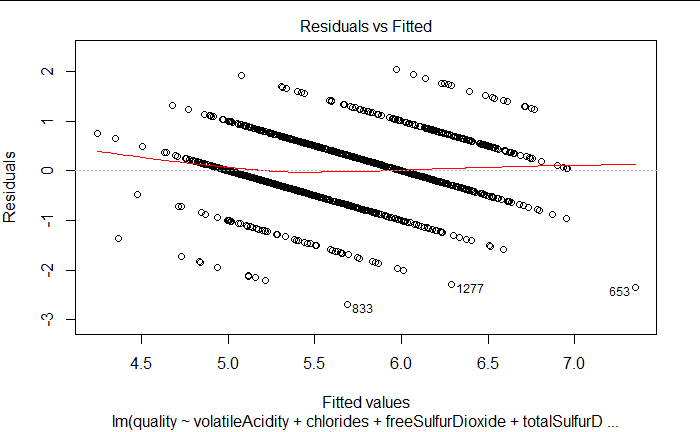 Residuals vs Fitted
Residuals
2
1
0
-1
-2
-3
833
1277
653
4.5 5.0 5.5 6.0 6.5 7.0
Fitted values
lm(quality ~ volatileAcidity + chlorides + freeSulfurDioxide + totalSulfurD ...